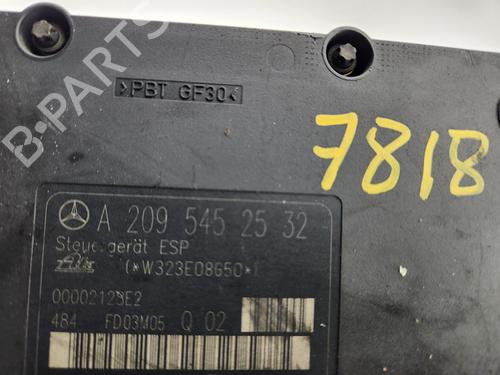 >PBT GF30<
7818
A 209 545 25 32
Steuergerät ESP
(*W323E08650*)
00002123E2
484 FD03M05 Q 02
B-PARTS